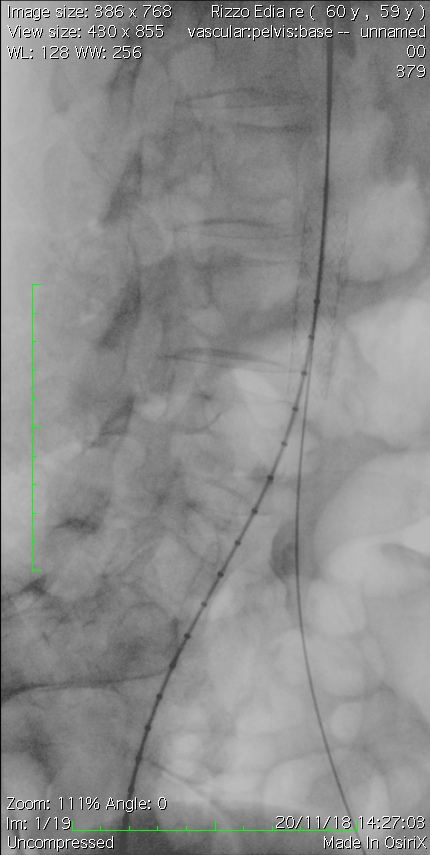 Image size: 386 x 768
Rizzo Edia re ( 60 y , 59 y )
View size: 430 x 855
vascular:pelvis:base -- unnamed
WL: 128 WW: 256
00
379
Zoom: 111% Angle: 0
Im: 1/19
20/11/18 14:27:03
Uncompressed
Made In OsiriX